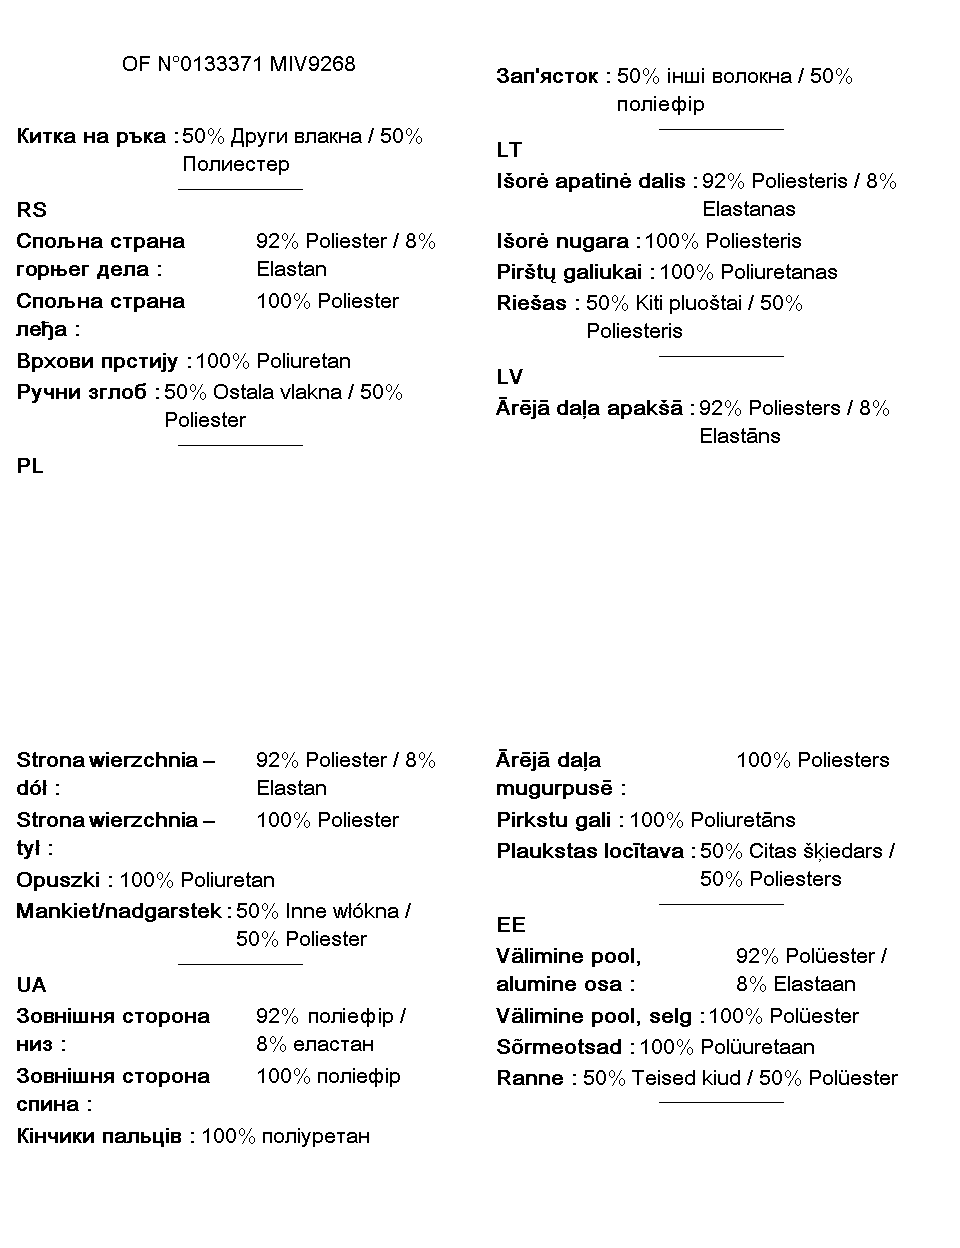 OF N°0133371 MIV9268
Китка на ръка : 50% Други влакна / 50%
Полиестер
RS
Спољна страна 92% Poliester / 8%
горњег дела : Elastan
Спољна страна 100% Poliester
леђа :
Врхови прстију : 100% Poliuretan
Ручни зглоб : 50% Ostala vlakna / 50%
Poliester
PL
Strona wierzchnia – 92% Poliester / 8%
dół : Elastan
Strona wierzchnia – 100% Poliester
tył :
Opuszki : 100% Poliuretan
Mankiet/nadgarstek : 50% Inne włókna /
50% Poliester
UA
Зовнішня сторона 92% поліефір /
низ : 8% еластан
Зовнішня сторона 100% поліефір
спина :
Кінчики пальців : 100% поліуретан
Зап'ясток : 50% інші волокна / 50%
поліефір
LT
Išorė apatinė dalis : 92% Poliesteris / 8%
Elastanas
Išorė nugara : 100% Poliesteris
Pirštų galiukai : 100% Poliuretanas
Riešas : 50% Kiti pluoštai / 50%
Poliesteris
LV
Ārējā daļa apakšā : 92% Poliesters / 8%
Elastāns
Ārējā daļa 100% Poliesters
mugurpusē :
Pirkstu gali : 100% Poliuretāns
Plaukstas locītava : 50% Citas šķiedars /
50% Poliesters
EE
Välimine pool, 92% Polüester /
alumine osa : 8% Elastaan
Välimine pool, selg : 100% Polüester
Sõrmeotsad : 100% Polüuretaan
Ranne : 50% Teised kiud / 50% Polüester